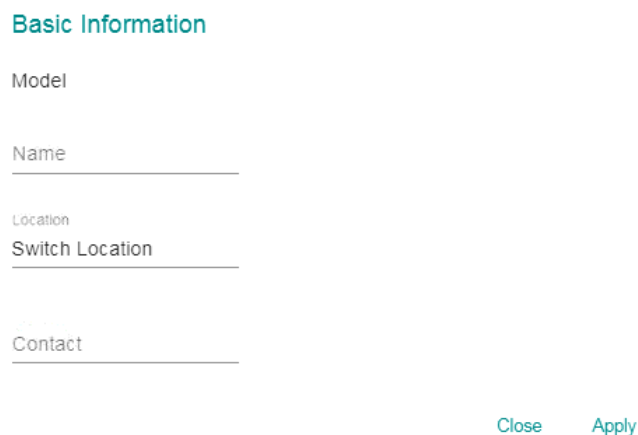 Basic Information
Model
Name
Location
Switch Location
Contact
Close Apply